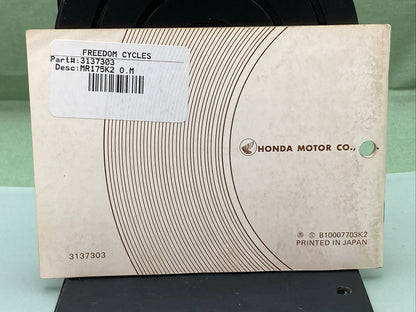 FREEDOM CYCLES
Part#:3137303
Desc:MR175K2 O.M
HONDA MOTOR CO.,
B10007703K2
PRINTED IN JAPAN
3137303